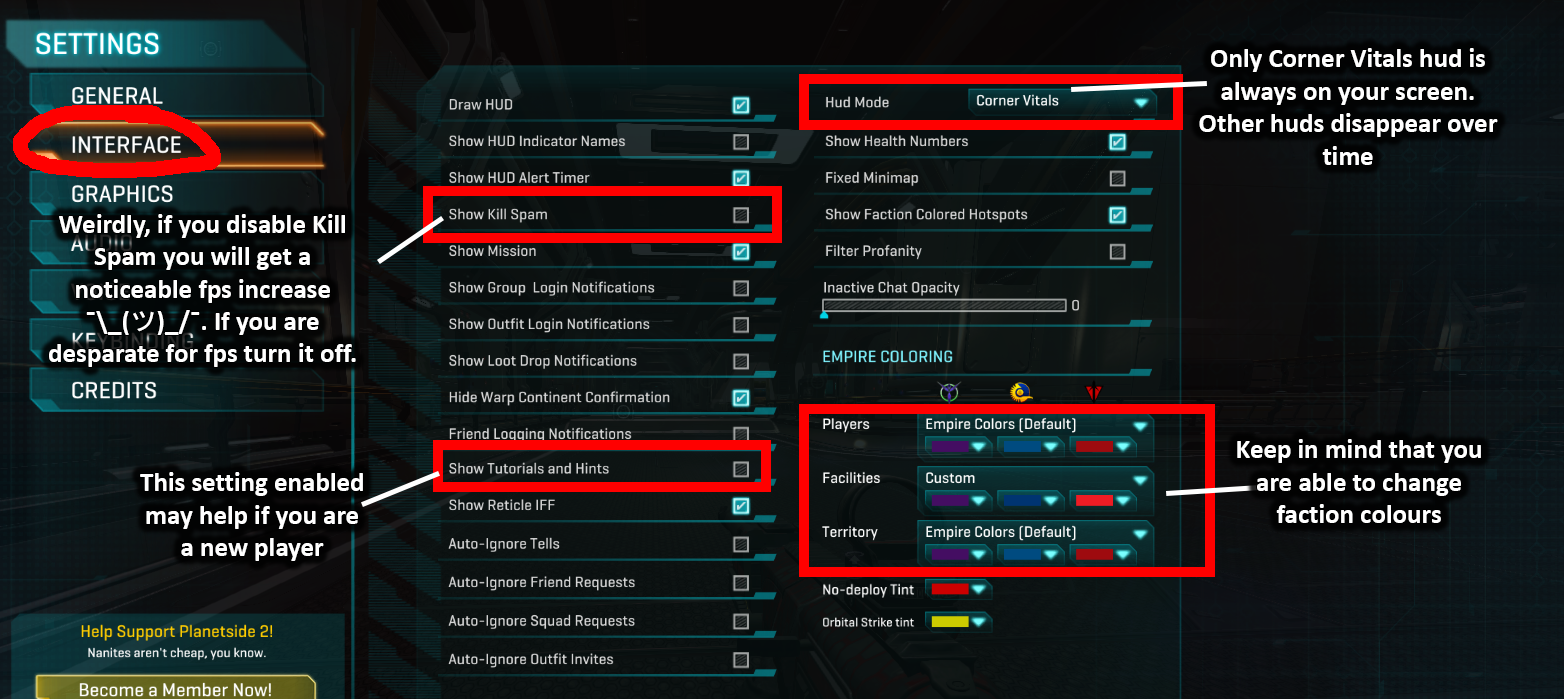 SETTINGS
GENERAL
INTERFACE
GRAPHICS
AUDIO
KEYBINDING
CREDITS
Weirdly, if you disable Kill
Spam you will get a
noticeable fps increase
¯\_(ツ)_/¯. If you are
desparate for fps turn it off.
This setting enabled
may help if you are
a new player
Help Support Planetside 2!
Nanites aren't cheap, you know.
Become a Member Now!
Draw HUD
Show HUD Indicator Names
Show HUD Alert Timer
Show Kill Spam
Show Mission
Show Group Login Notifications
Show Outfit Login Notifications
Show Loot Drop Notifications
Hide Warp Continent Confirmation
Friend Logging Notifications
Show Tutorials and Hints
Show Reticle IFF
Auto-Ignore Tells
Auto-Ignore Friend Requests
Auto-Ignore Squad Requests
Auto-Ignore Outfit Invites
Hud Mode Corner Vitals
Show Health Numbers
Fixed Minimap
Show Faction Colored Hotspots
Filter Profanity
Inactive Chat Opacity
0
EMPIRE COLORING
Players Empire Colors (Default)
Facilities Custom
Territory Empire Colors (Default)
No-deploy Tint
Orbital Strike tint
Only Corner Vitals hud is
always on your screen.
Other huds disappear over
time
Keep in mind that you
are able to change
faction colours